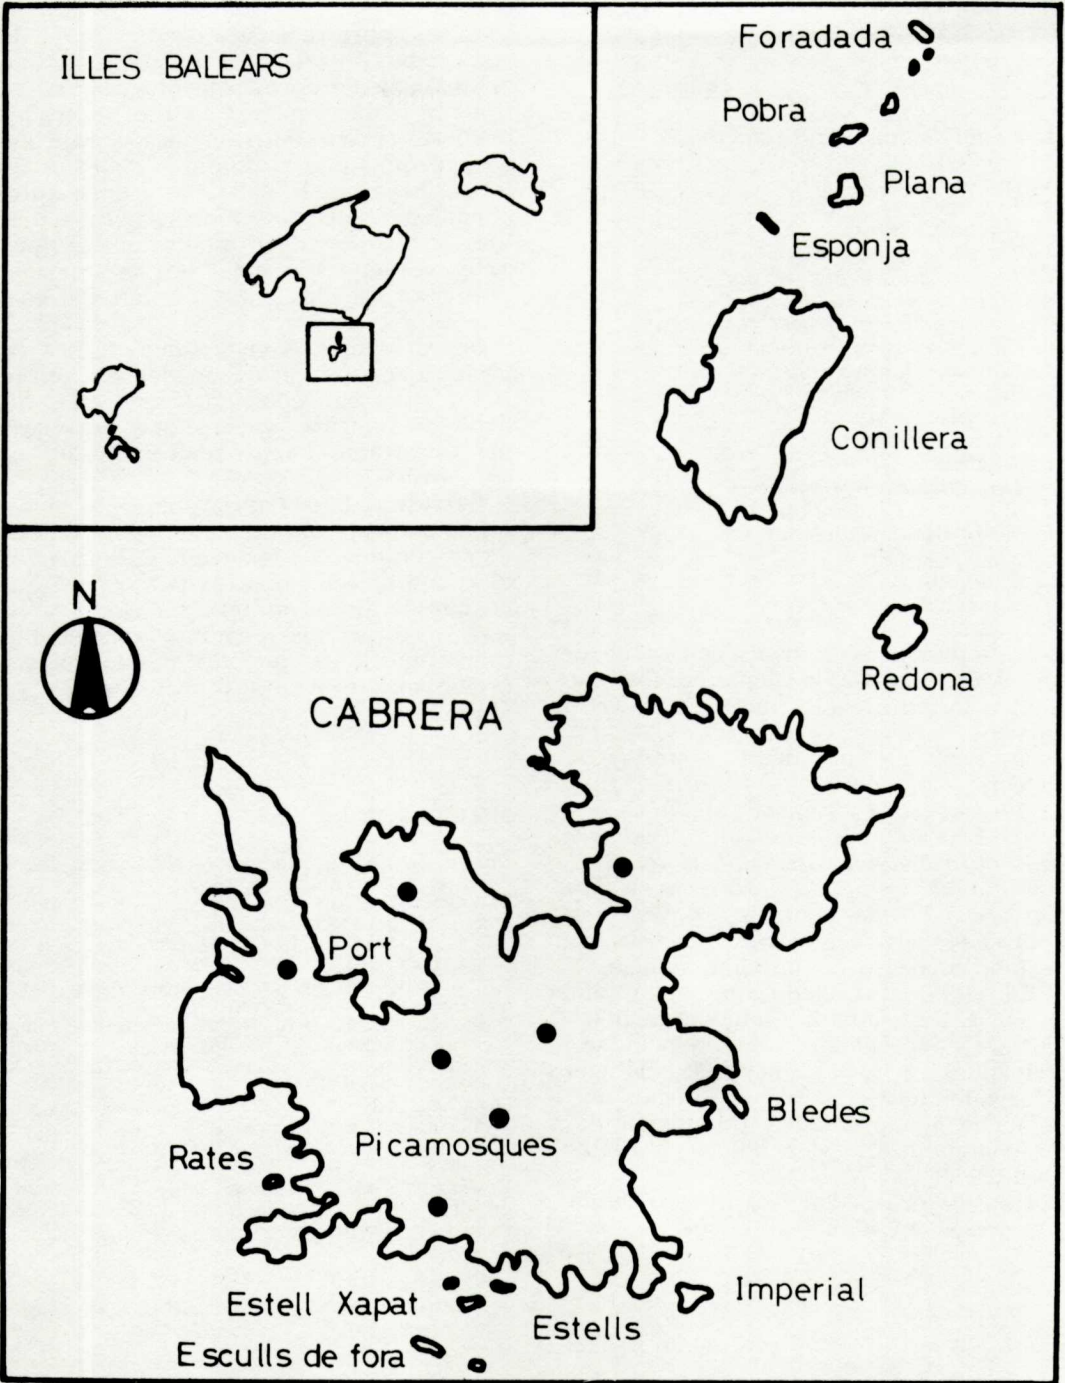 ILLES BALEARS
Foradada
Pobra
Plana
Esponja
Conillera
N
Redona
CABRERA
Port
Bledes
Picamosques
Rates
Imperial
Estell Xapat
Estells
Esculls de fora